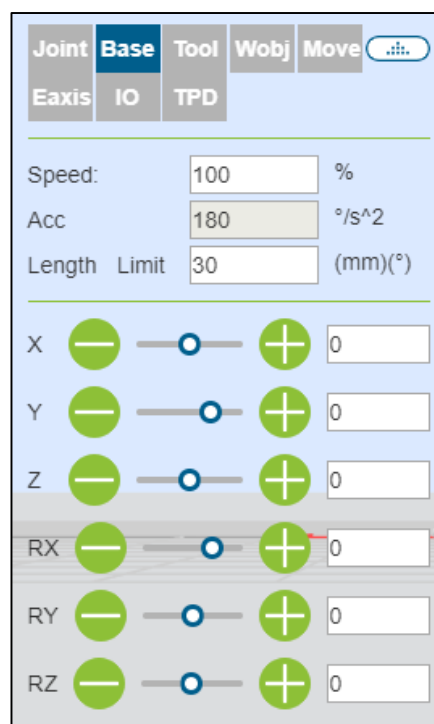 Joint Base Tool Wobj Move
Eaxis IO TPD
Speed: 100 %
Acc 180 °/s^2
Length Limit 30 (mm)(°)
X 0
Y 0
Z 0
RX 0
RY 0
RZ 0